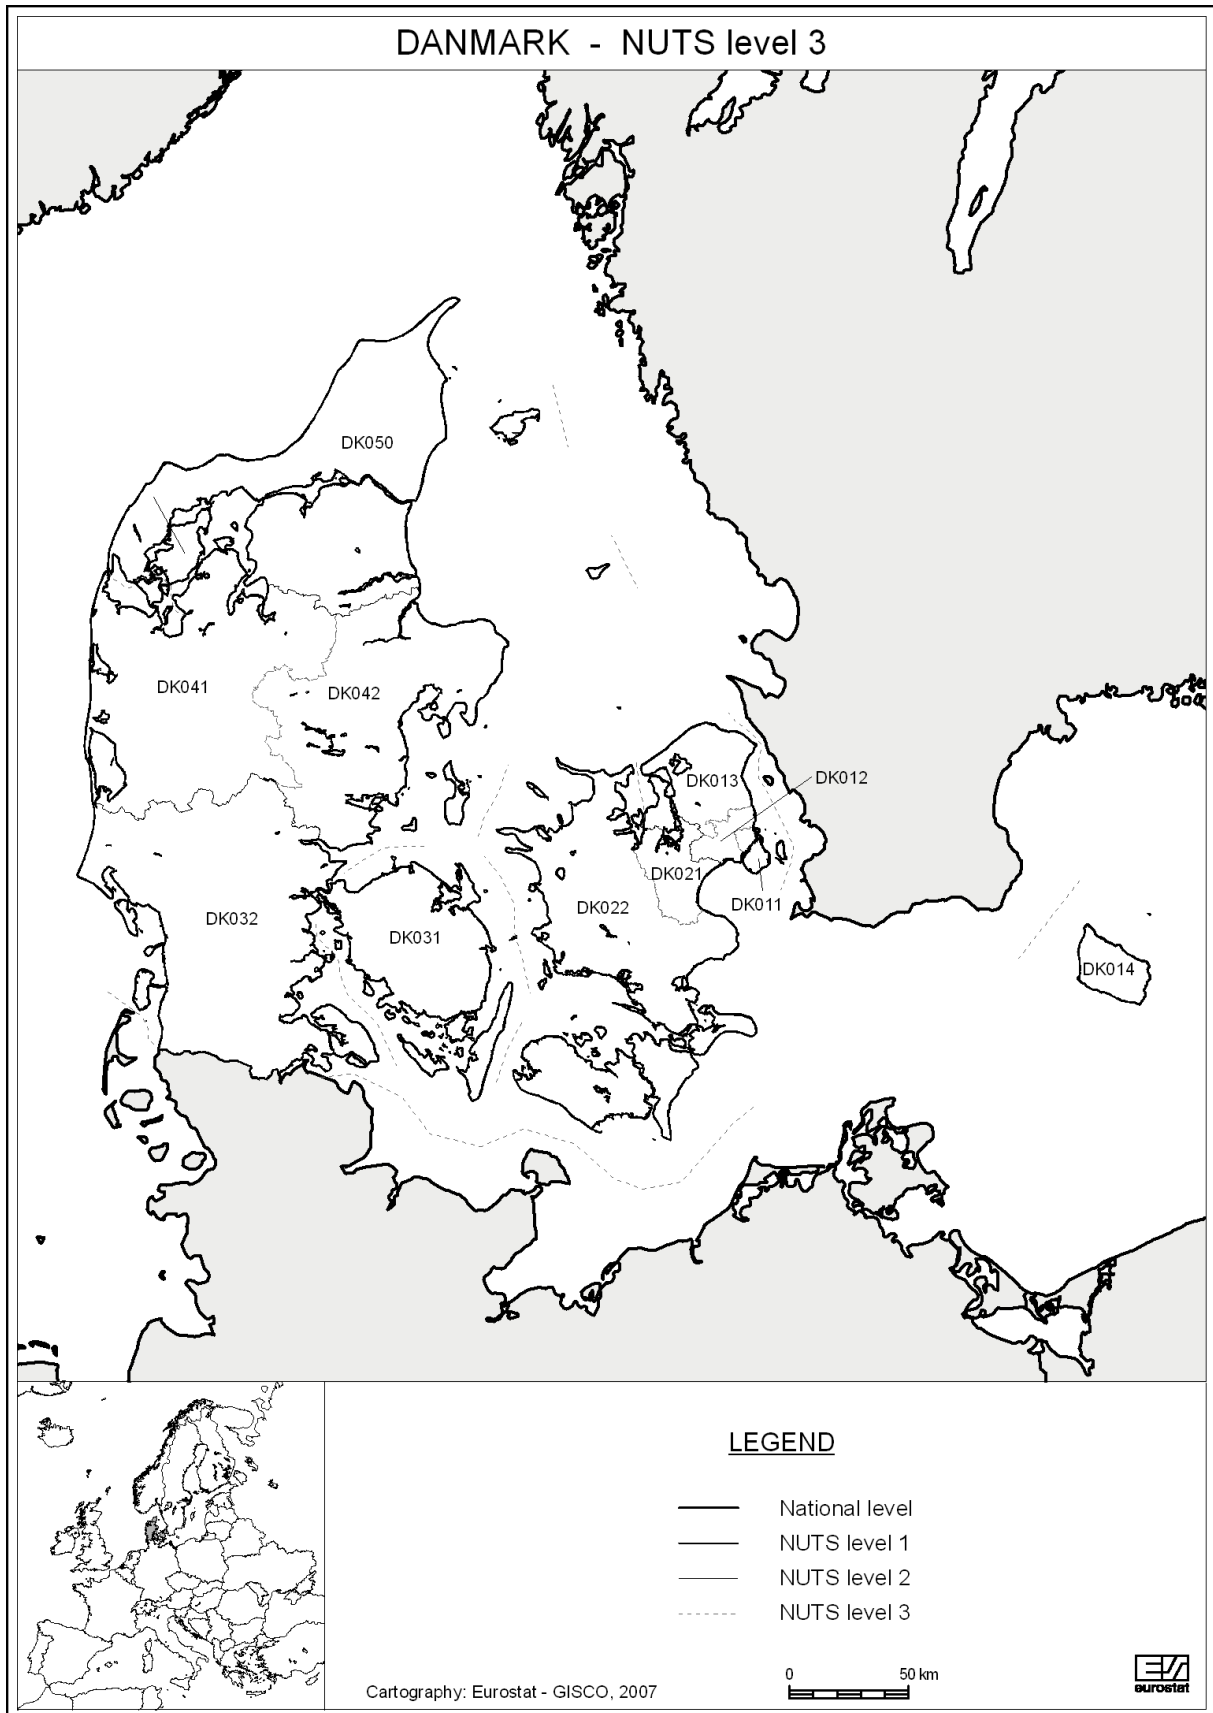 DANMARK - NUTS level 3
DK050
DK041
DK042
DK013
DK012
DK021
DK022
DK011
DK032
DK031
DK014
LEGEND
National level
NUTS level 1
NUTS level 2
NUTS level 3
0 50 km
Cartography: Eurostat - GISCO, 2007
eurostat